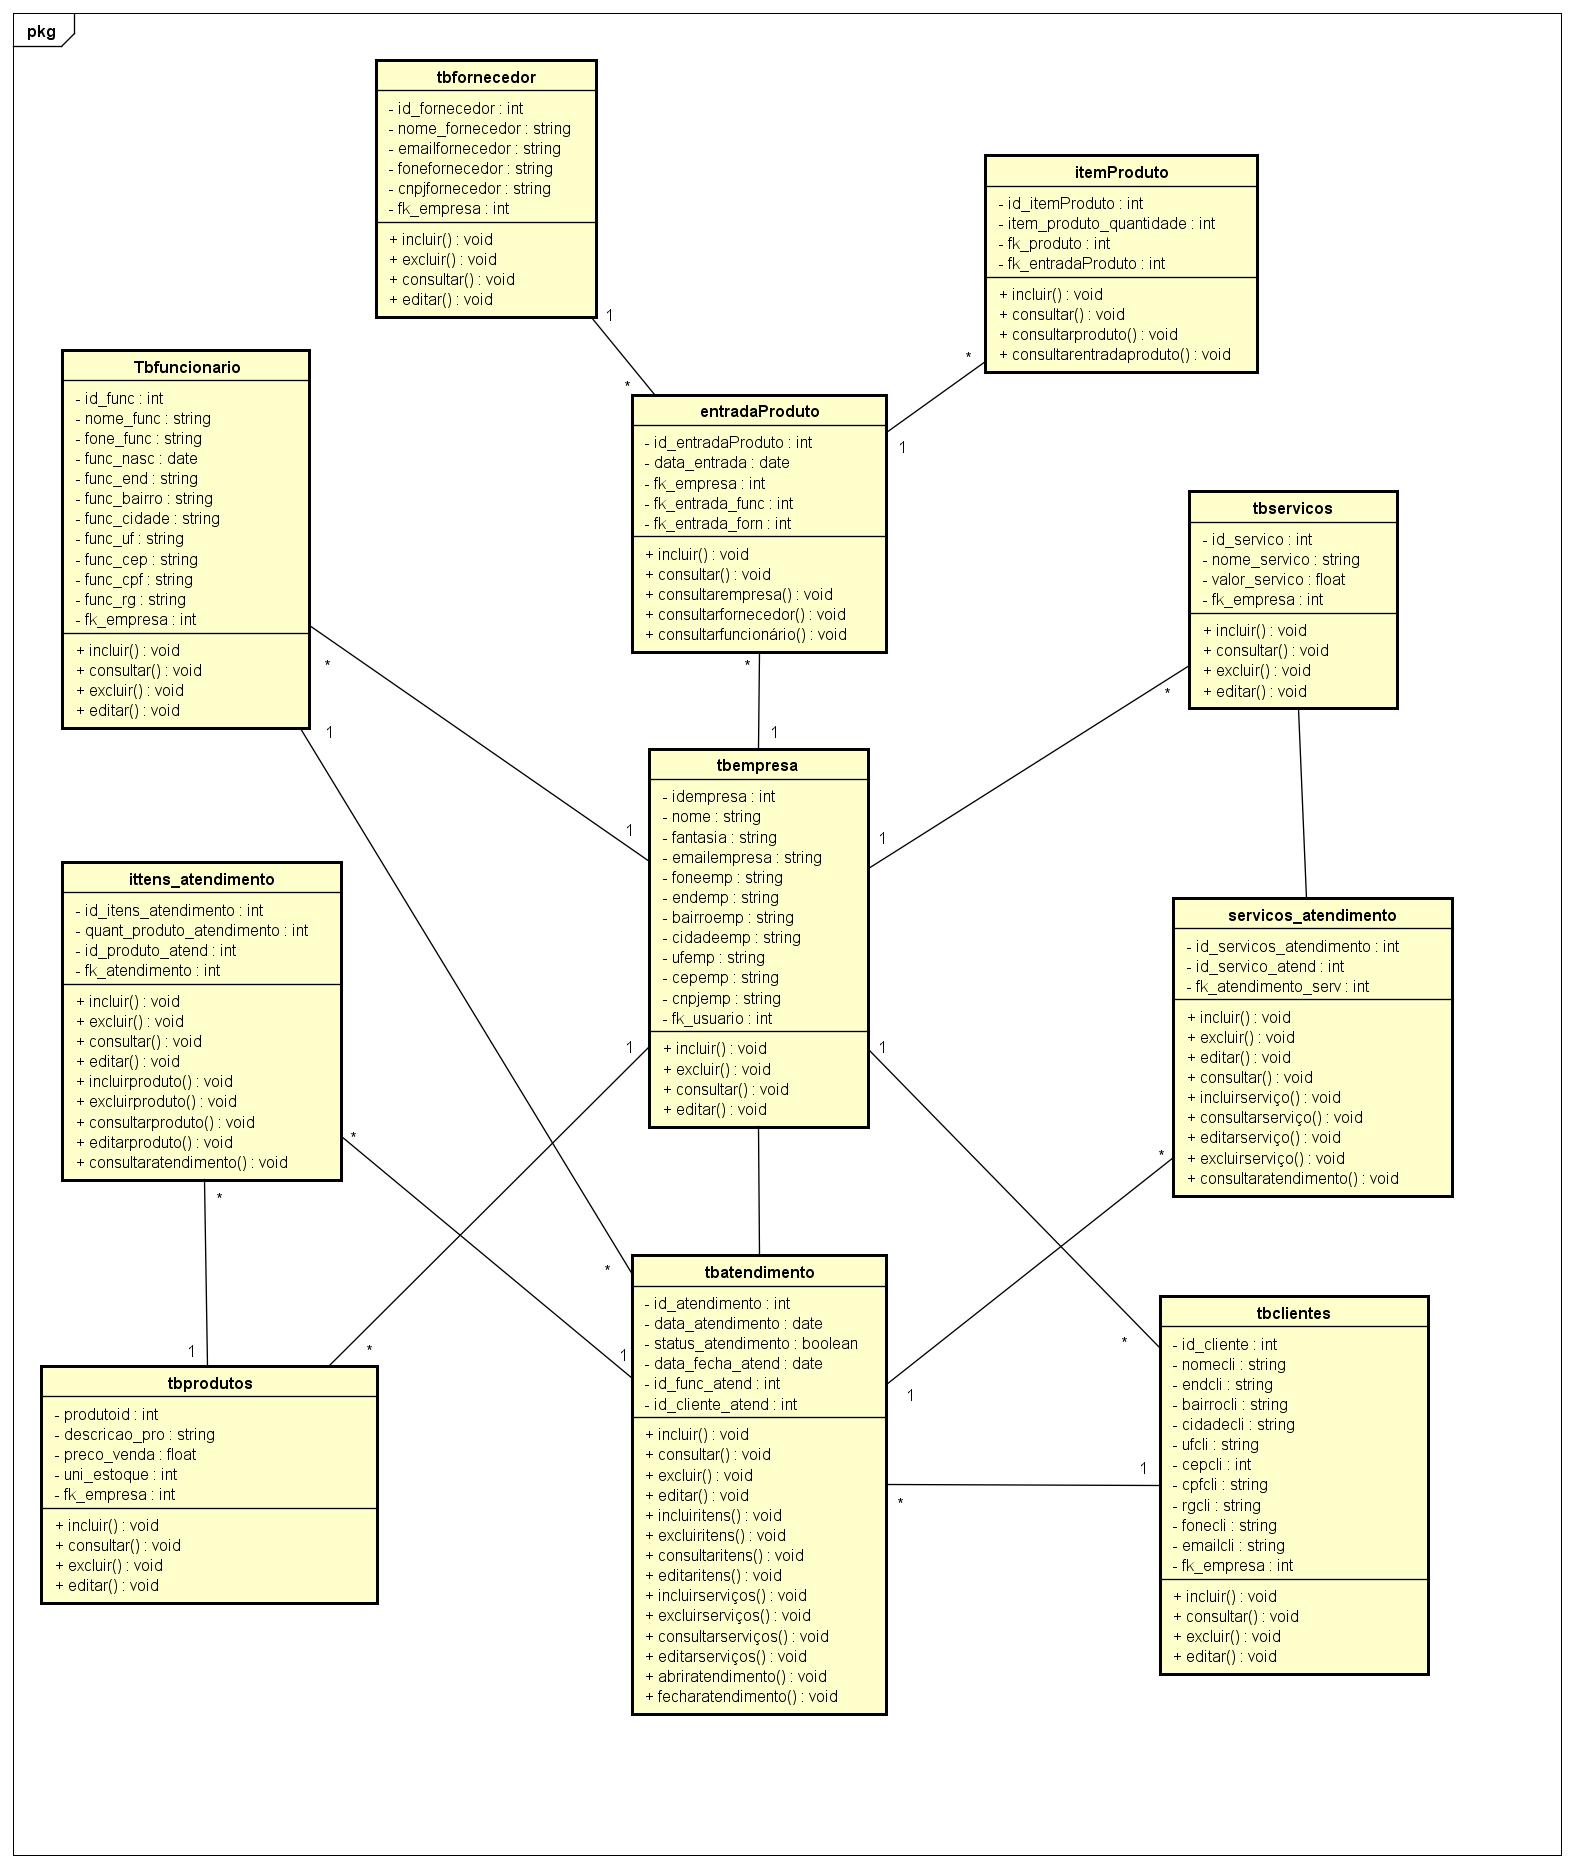 pkg
tbfornecedor
- id_fornecedor : int
- nome_fornecedor : string
- emailfornecedor : string
- fonefornecedor : string
- cnpjfornecedor : string
- fk_empresa : int
+ incluir() : void
+ excluir() : void
+ consultar() : void
+ editar() : void
1
*
itemProduto
- id_itemProduto : int
- item_produto_quantidade : int
- fk_produto : int
- fk_entradaProduto : int
+ incluir() : void
+ consultar() : void
+ consultarproduto() : void
+ consultarentradaproduto() : void
*
1
Tbfuncionario
- id_func : int
- nome_func : string
- fone_func : string
- func_nasc : date
- func_end : string
- func_bairro : string
- func_cidade : string
- func_uf : string
- func_cep : string
- func_cpf : string
- func_rg : string
- fk_empresa : int
+ incluir() : void
+ consultar() : void
+ excluir() : void
+ editar() : void
*
1
entradaProduto
- id_entradaProduto : int
- data_entrada : date
- fk_empresa : int
- fk_entrada_func : int
- fk_entrada_forn : int
+ incluir() : void
+ consultar() : void
+ consultarempresa() : void
+ consultarfornecedor() : void
+ consultarfuncionário() : void
*
1
tbservicos
- id_servico : int
- nome_servico : string
- valor_servico : float
- fk_empresa : int
+ incluir() : void
+ consultar() : void
+ excluir() : void
+ editar() : void
*
1
1
tbempresa
- idempresa : int
- nome : string
- fantasia : string
- emailempresa : string
- foneemp : string
- endemp : string
- bairroemp : string
- cidadeemp : string
- ufemp : string
- cepemp : string
- cnpjemp : string
- fk_usuario : int
+ incluir() : void
+ excluir() : void
+ consultar() : void
+ editar() : void
1
1
ittens_atendimento
- id_itens_atendimento : int
- quant_produto_atendimento : int
- id_produto_atend : int
- fk_atendimento : int
+ incluir() : void
+ excluir() : void
+ consultar() : void
+ editar() : void
+ incluirproduto() : void
+ excluirproduto() : void
+ consultarproduto() : void
+ editarproduto() : void
+ consultaratendimento() : void
*
*
servicos_atendimento
- id_servicos_atendimento : int
- id_servico_atend : int
- fk_atendimento_serv : int
+ incluir() : void
+ excluir() : void
+ editar() : void
+ consultar() : void
+ incluirserviço() : void
+ consultarserviço() : void
+ editarserviço() : void
+ excluirserviço() : void
+ consultaratendimento() : void
*
*
1
1
*
tbprodutos
- produtoid : int
- descricao_pro : string
- preco_venda : float
- uni_estoque : int
- fk_empresa : int
+ incluir() : void
+ consultar() : void
+ excluir() : void
+ editar() : void
tbatendimento
- id_atendimento : int
- data_atendimento : date
- status_atendimento : boolean
- data_fecha_atend : date
- id_func_atend : int
- id_cliente_atend : int
+ incluir() : void
+ consultar() : void
+ excluir() : void
+ editar() : void
+ incluiritens() : void
+ excluiritens() : void
+ consultaritens() : void
+ editaritens() : void
+ incluirserviços() : void
+ excluirserviços() : void
+ consultarserviços() : void
+ editarserviços() : void
+ abriratendimento() : void
+ fecharatendimento() : void
*
1
1
*
tbclientes
- id_cliente : int
- nomecli : string
- endcli : string
- bairrocli : string
- cidadecli : string
- ufcli : string
- cepcli : int
- cpfcli : string
- rgcli : string
- fonecli : string
- emailcli : string
- fk_empresa : int
+ incluir() : void
+ consultar() : void
+ excluir() : void
+ editar() : void